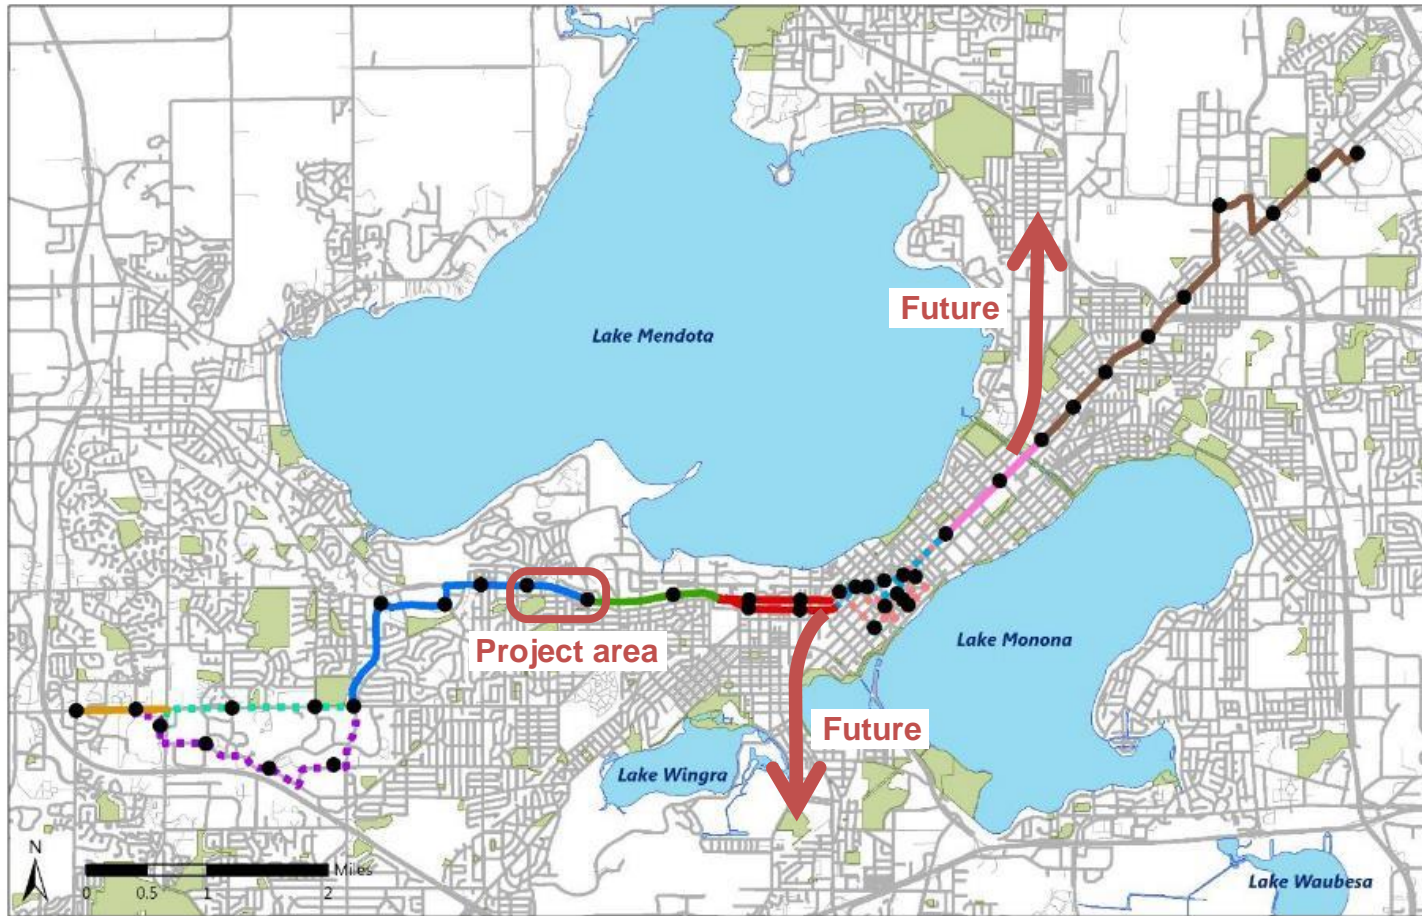 Future
Lake Mendota
Project area
Lake Monona
Future
Lake Wingra
N
Miles
0 0.5 1 2
Lake Waubesa